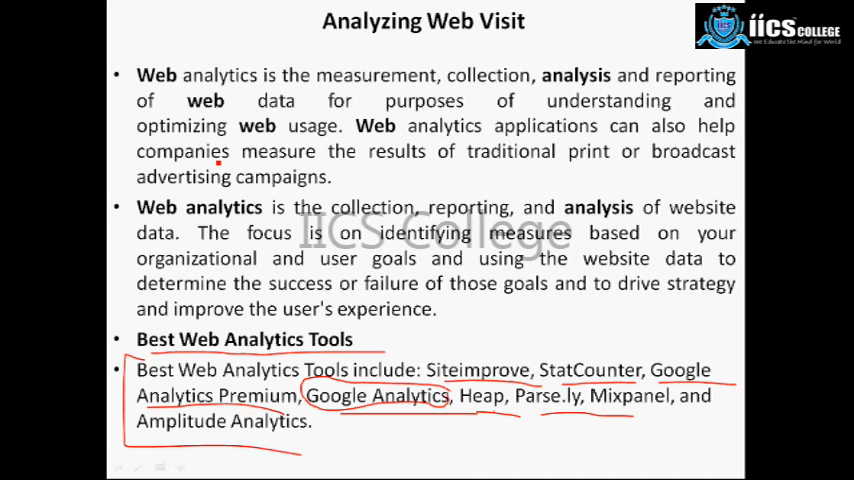 Analyzing Web Visit
iics COLLEGE
We Educate the Mind for World
• Web analytics is the measurement, collection, analysis and reporting
of web data for purposes of understanding and
optimizing web usage. Web analytics applications can also help
companies measure the results of traditional print or broadcast
advertising campaigns.
• Web analytics is the collection, reporting, and analysis of website
data. The focus is on identifying measures based on your
organizational and user goals and using the website data to
determine the success or failure of those goals and to drive strategy
and improve the user's experience.
IICS College
• Best Web Analytics Tools
• Best Web Analytics Tools include: Siteimprove, StatCounter, Google
Analytics Premium, Google Analytics, Heap, Parse.ly, Mixpanel, and
Amplitude Analytics.